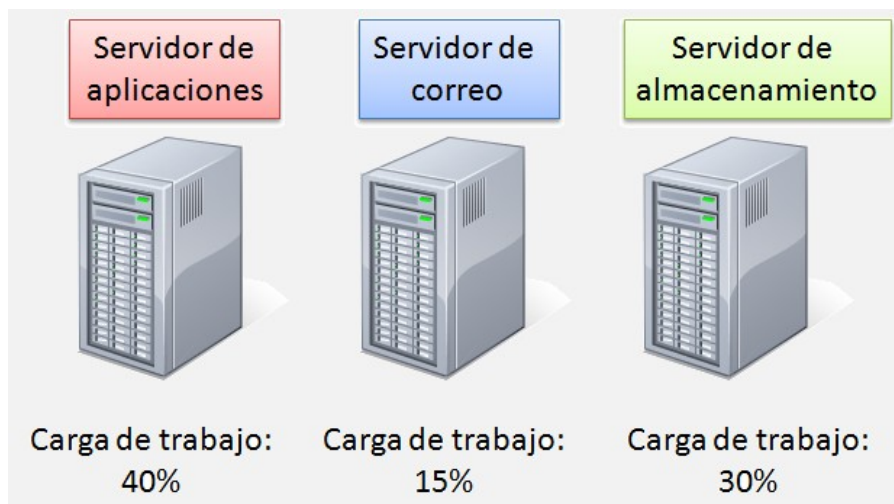 Servidor de
aplicaciones
Servidor de
correo
Servidor de
almacenamiento
Carga de trabajo:
40%
Carga de trabajo:
15%
Carga de trabajo:
30%